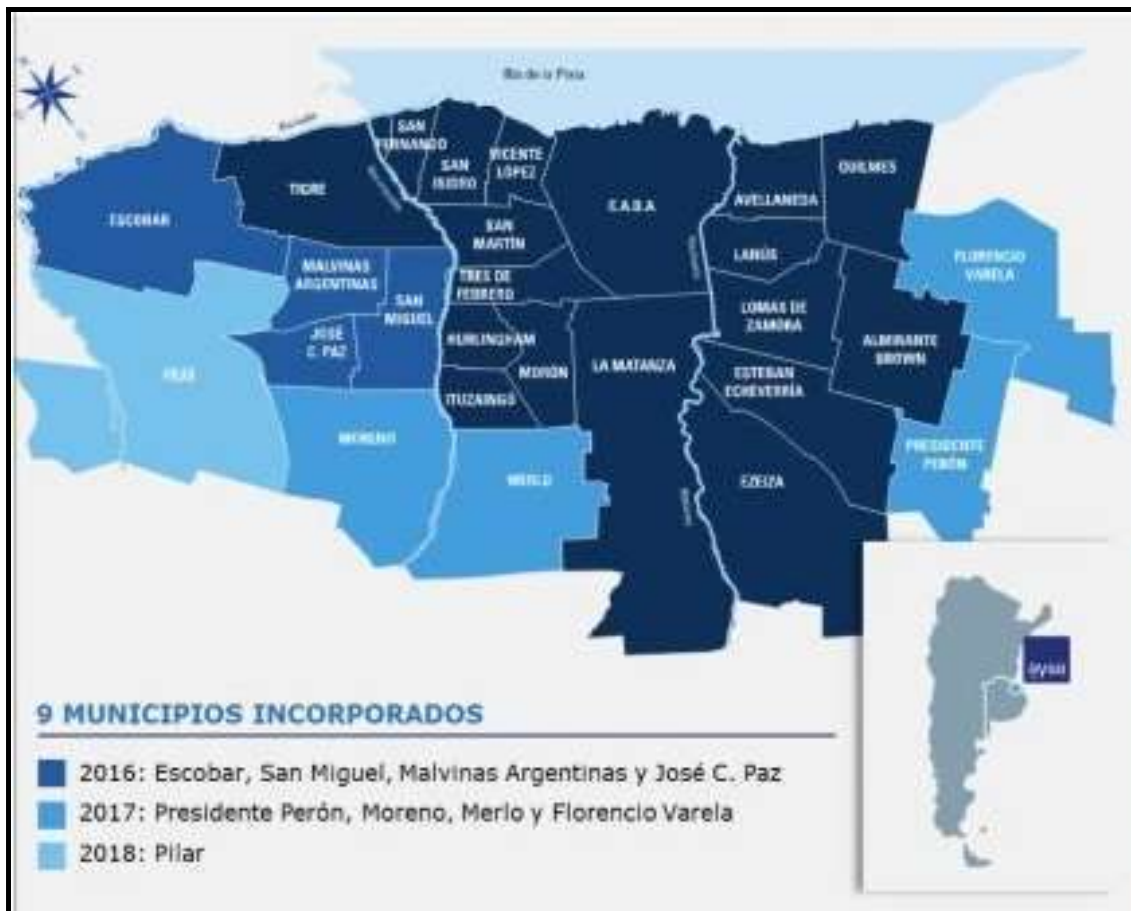 Río de la Plata
SAN
FERNANDO
SAN
ISIDRO
VICENTE
LOPEZ
TIGRE
ESCOBAR
C.A.B.A
AVELLANEDA
QUILMES
SAN
MARTÍN
LANÚS
FLORENCIO
VARELA
MALVINAS
ARGENTINAS
TRES DE
FEBRERO
SAN
MIGUEL
LOMAS DE
ZAMORA
JOSÉ
C. PAZ
HURLINGHAM
ALMIRANTE
BROWN
PILAR
MORÓN
LA MATANZA
ESTEBAN
ECHEVERRÍA
ITUZAINGÓ
MORENO
PRESIDENTE
PERÓN
MERLO
EZEIZA
aysa
9 MUNICIPIOS INCORPORADOS
2016: Escobar, San Miguel, Malvinas Argentinas y José C. Paz
2017: Presidente Perón, Moreno, Merlo y Florencio Varela
2018: Pilar